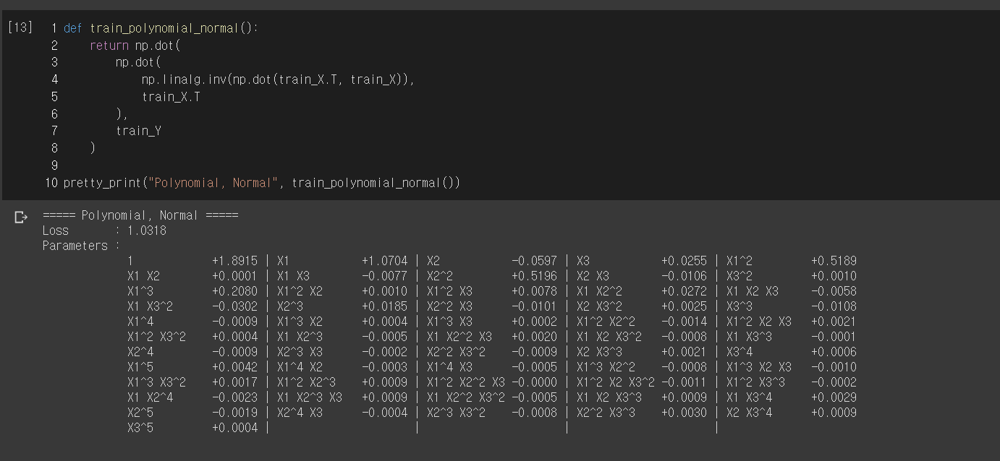 [13] 1 def train_polynomial_normal():
2 return np.dot(
3 np.dot(
4 np.linalg.inv(np.dot(train_X.T, train_X)),
5 train_X.T
6 ),
7 train_Y
8 )
9
10 pretty_print("Polynomial, Normal", train_polynomial_normal())
===== Polynomial, Normal =====
Loss : 1.0318
Parameters :
1 +1.8915 | X1 +1.0704 | X2 -0.0597 | X3 +0.0255 | X1^2 +0.5189
X1 X2 +0.0001 | X1 X3 -0.0077 | X2^2 +0.5196 | X2 X3 -0.0106 | X3^2 +0.0010
X1^3 +0.2080 | X1^2 X2 +0.0010 | X1^2 X3 +0.0078 | X1 X2^2 +0.0272 | X1 X2 X3 -0.0058
X1 X3^2 -0.0302 | X2^3 +0.0185 | X2^2 X3 -0.0101 | X2 X3^2 +0.0025 | X3^3 -0.0108
X1^4 -0.0009 | X1^3 X2 +0.0004 | X1^3 X3 +0.0002 | X1^2 X2^2 -0.0014 | X1^2 X2 X3 +0.0021
X1^2 X3^2 +0.0004 | X1 X2^3 -0.0005 | X1 X2^2 X3 +0.0020 | X1 X2 X3^2 -0.0008 | X1 X3^3 -0.0001
X2^4 -0.0009 | X2^3 X3 -0.0002 | X2^2 X3^2 -0.0009 | X2 X3^3 +0.0021 | X3^4 +0.0006
X1^5 +0.0042 | X1^4 X2 -0.0003 | X1^4 X3 -0.0005 | X1^3 X2^2 -0.0008 | X1^3 X2 X3 -0.0010
X1^3 X3^2 +0.0017 | X1^2 X2^3 +0.0009 | X1^2 X2^2 X3 -0.0000 | X1^2 X2 X3^2 -0.0011 | X1^2 X3^3 -0.0002
X1 X2^4 -0.0023 | X1 X2^3 X3 +0.0009 | X1 X2^2 X3^2 -0.0005 | X1 X2 X3^3 +0.0009 | X1 X3^4 +0.0029
X2^5 -0.0019 | X2^4 X3 -0.0004 | X2^3 X3^2 -0.0008 | X2^2 X3^3 +0.0030 | X2 X3^4 +0.0009
X3^5 +0.0004 | | | |